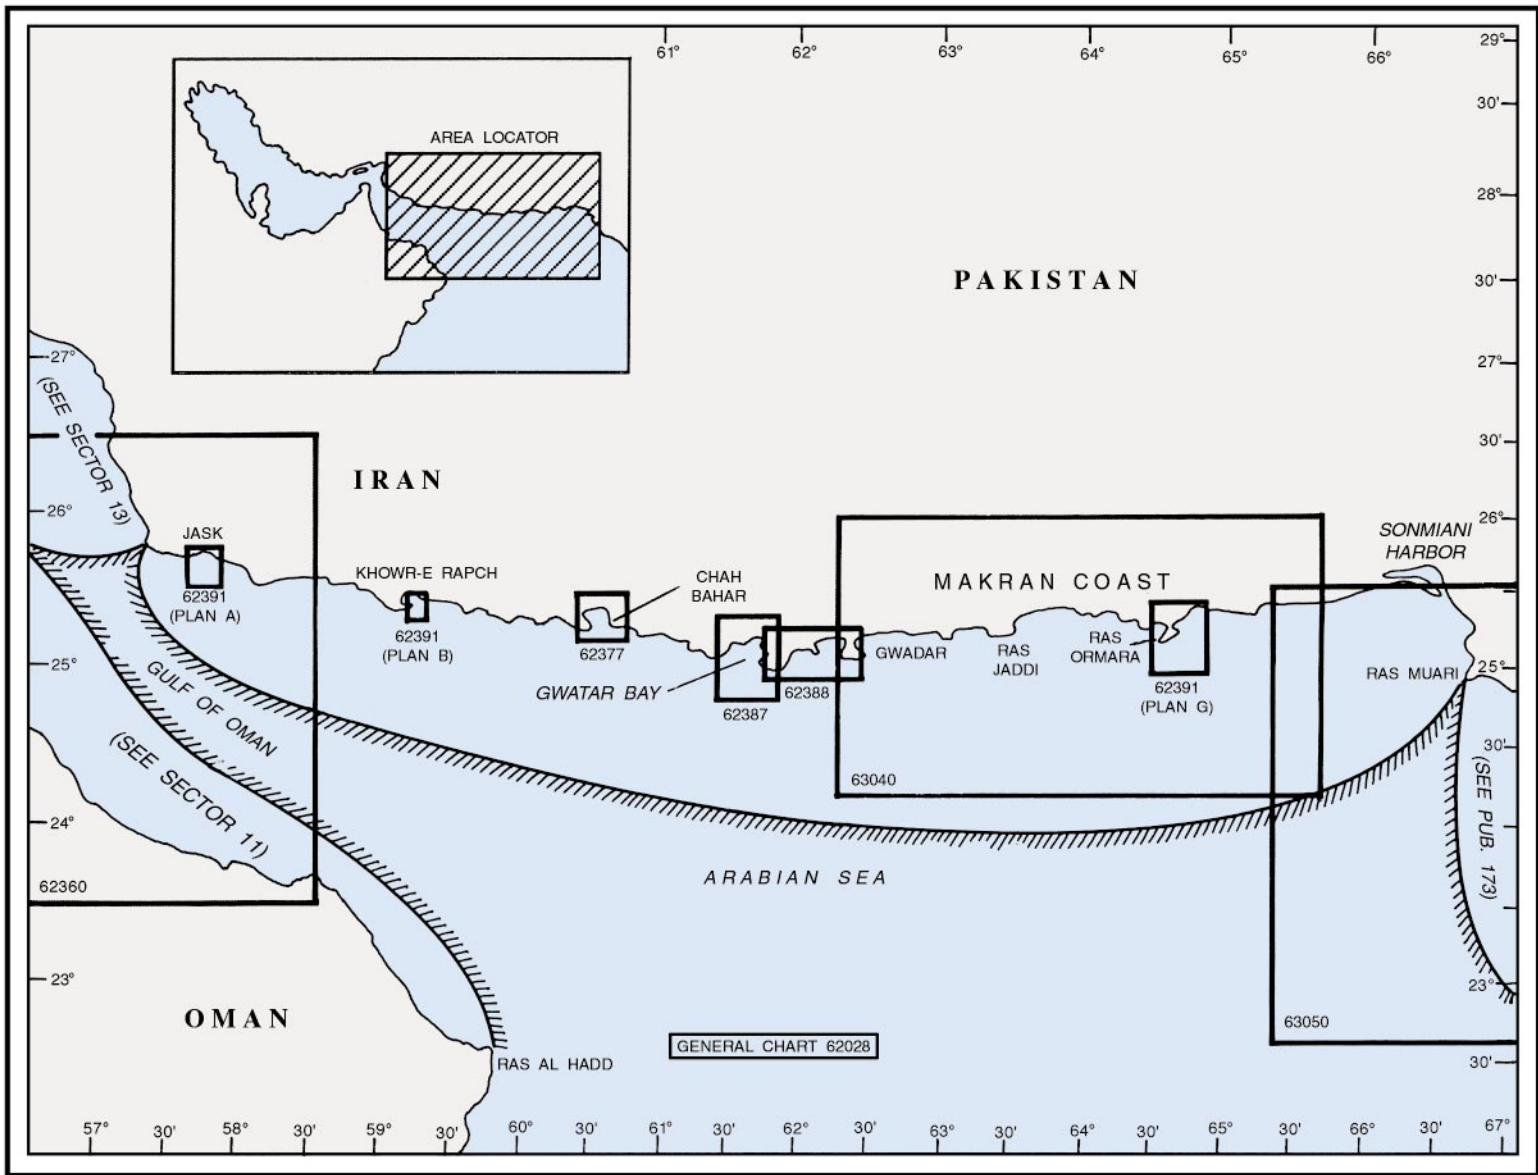 61°
62°
63°
64°
65°
66°
29°
30'
28°
30'
27°
30'
26°
25°
30'
23°
30'
AREA LOCATOR
PAKISTAN
27°
(SEE SECTOR 13)
IRAN
26°
JASK
62391
(PLAN A)
KHOWR-E RAPCH
62391
(PLAN B)
CHAH
BAHAR
62377
GWATAR BAY
62387
62388
GWADAR
MAKRAN COAST
RAS
JADDI
RAS
ORMARA
62391
(PLAN G)
SONMIANI
HARBOR
RAS MUARI
25°
GULF OF OMAN
(SEE SECTOR 11)
63040
(SEE PUB. 173)
24°
62360
ARABIAN SEA
23°
OMAN
63050
GENERAL CHART 62028
RAS AL HADD
57°
30'
58°
30'
59°
30'
60°
30'
61°
30'
62°
30'
63°
30'
64°
30'
65°
30'
66°
30'
67°